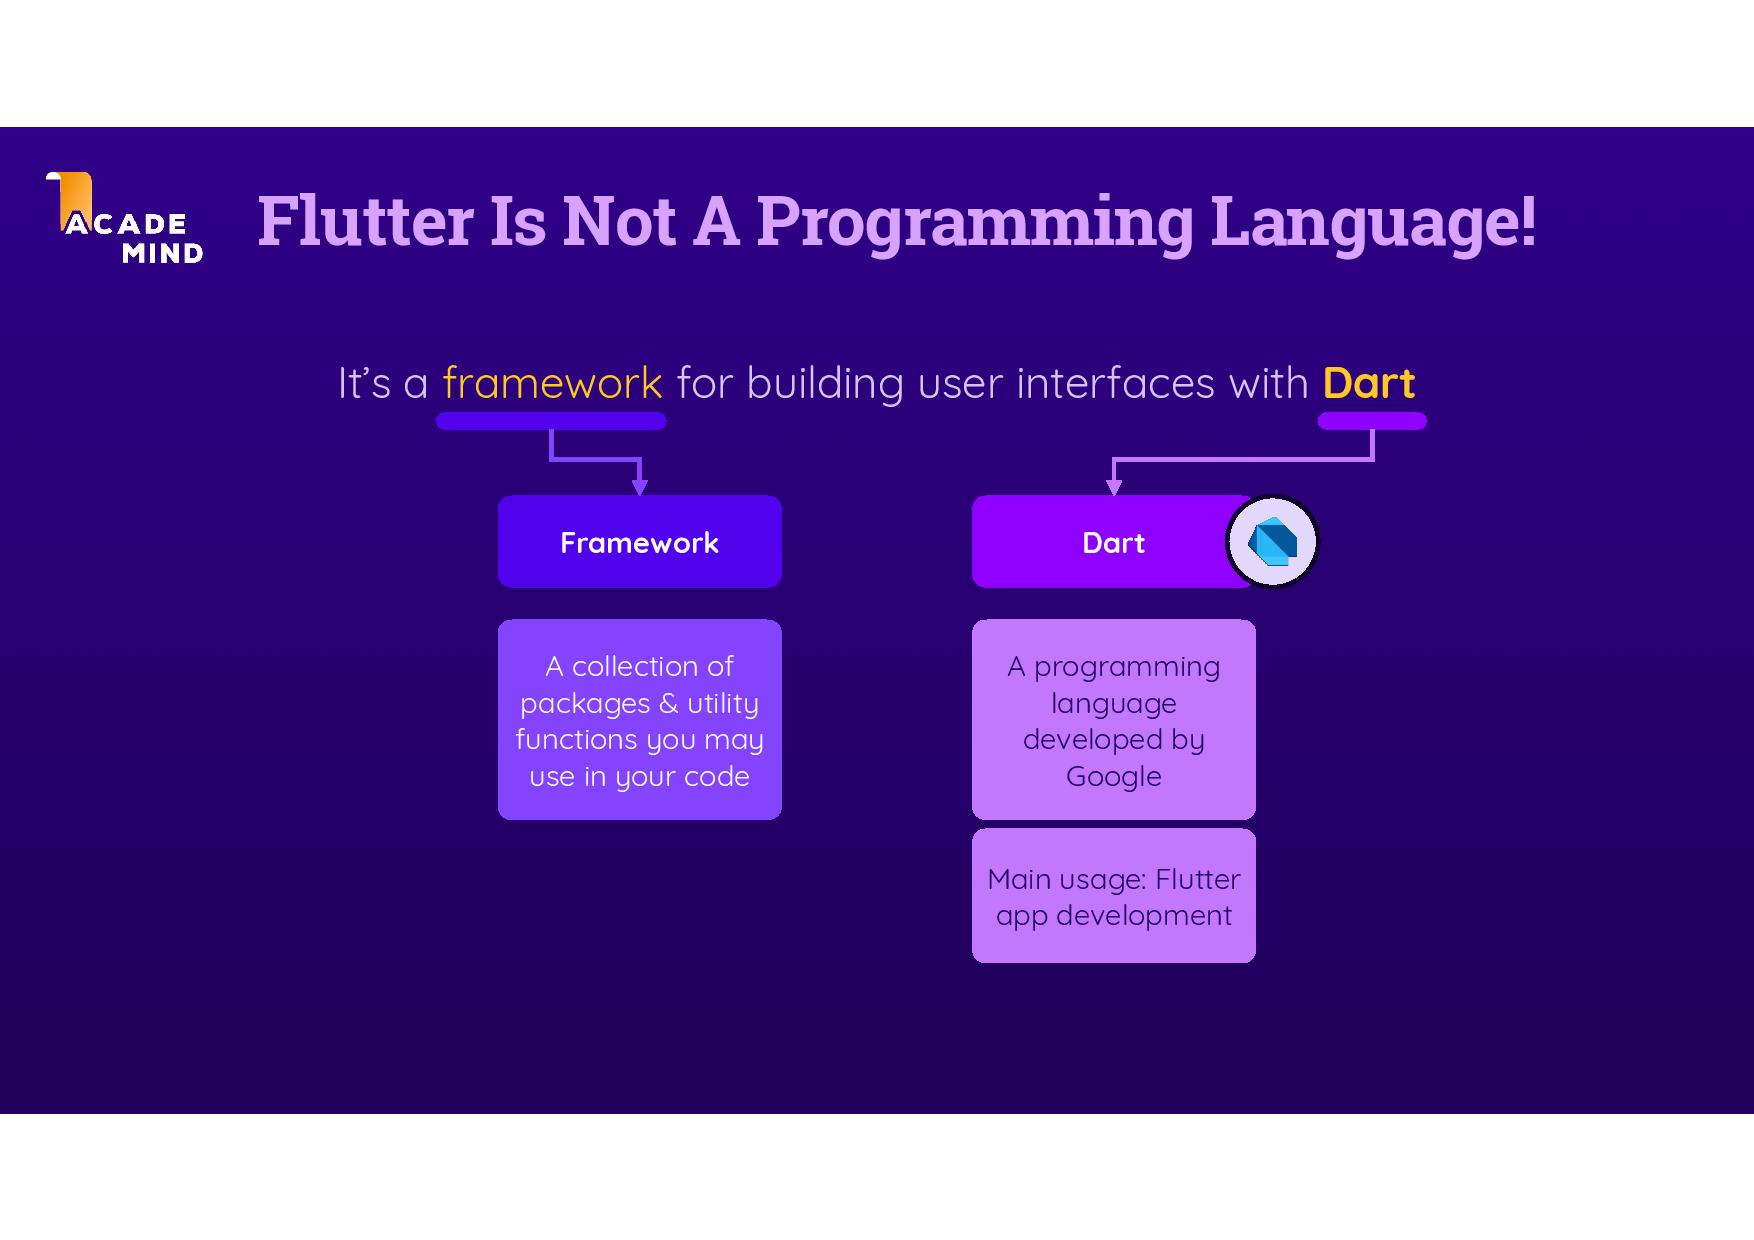 ACADE
MIND
Flutter Is Not A Programming Language!
It’s a framework for building user interfaces with Dart
Framework
A collection of
packages & utility
functions you may
use in your code
Dart
A programming
language
developed by
Google
Main usage: Flutter
app development